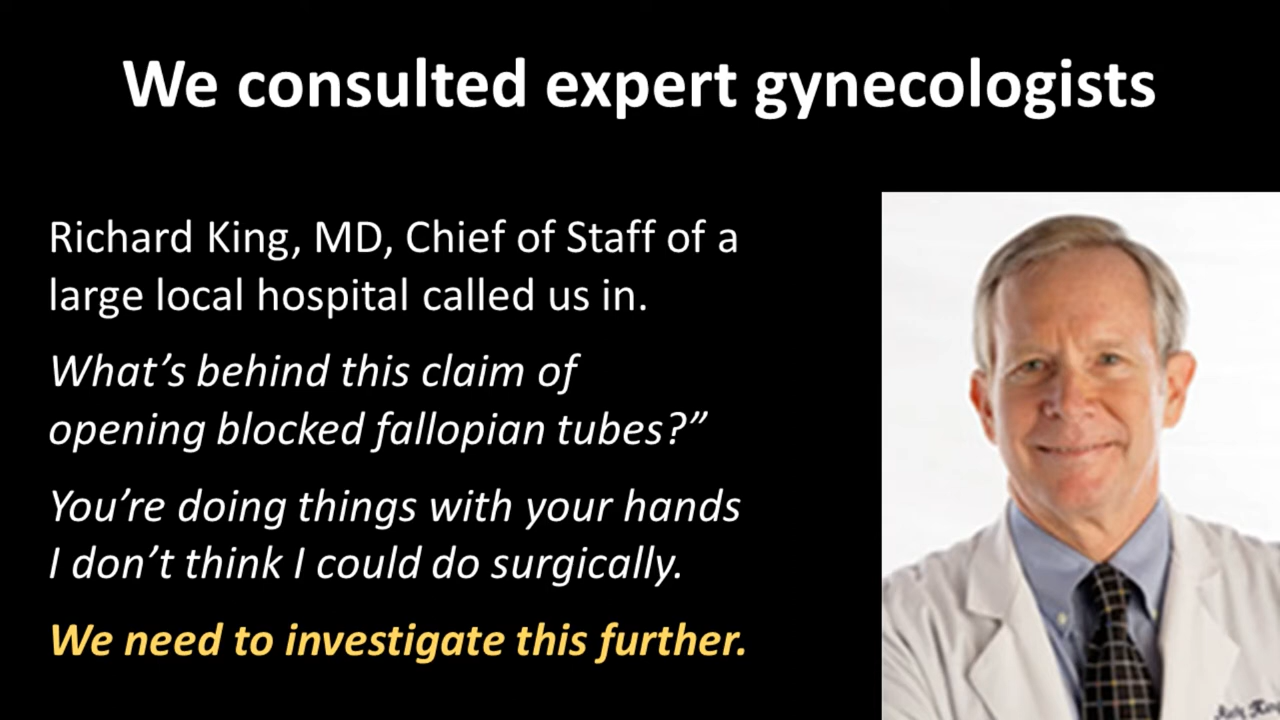 We consulted expert gynecologists
Richard King, MD, Chief of Staff of a
large local hospital called us in.
What’s behind this claim of
opening blocked fallopian tubes?”
You’re doing things with your hands
I don’t think I could do surgically.
We need to investigate this further.